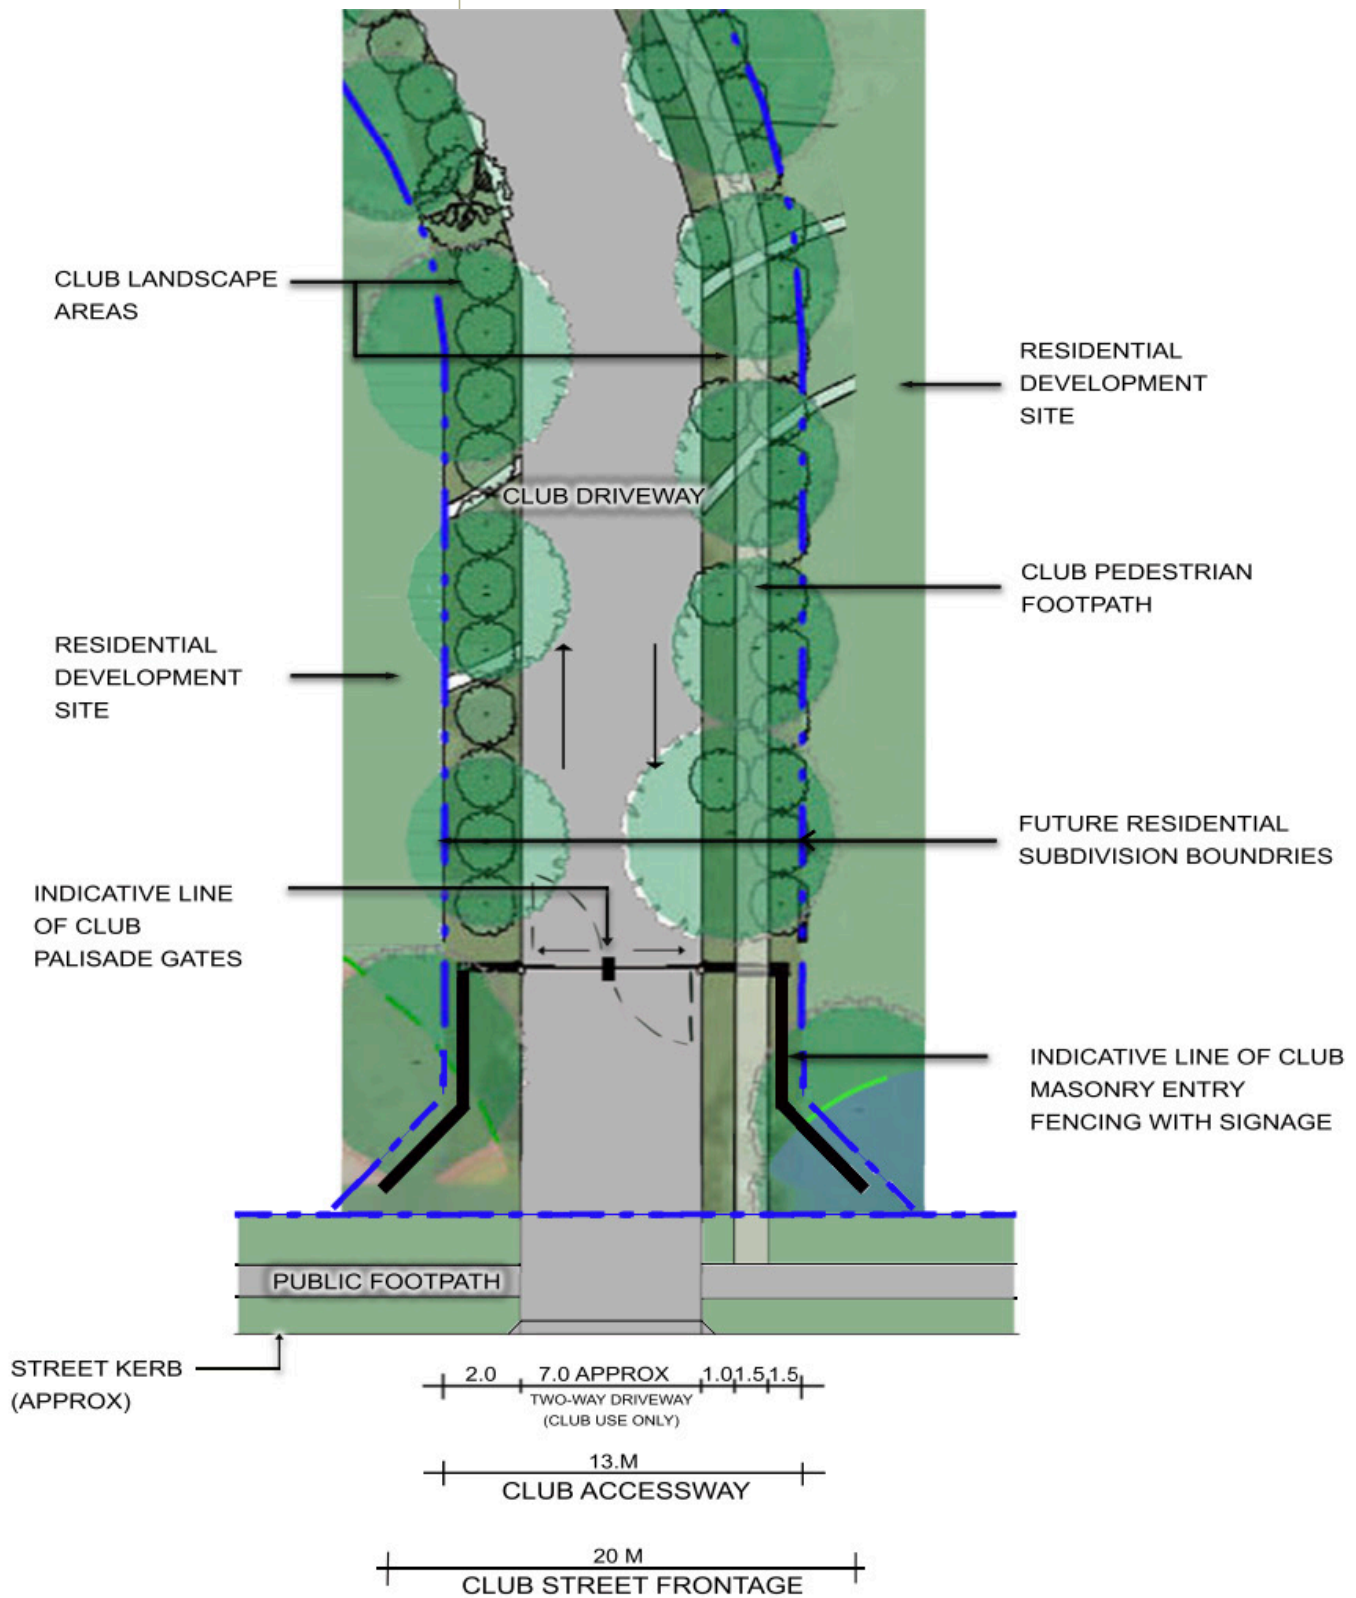 CLUB LANDSCAPE
AREAS
RESIDENTIAL
DEVELOPMENT
SITE
CLUB DRIVEWAY
CLUB PEDESTRIAN
FOOTPATH
RESIDENTIAL
DEVELOPMENT
SITE
FUTURE RESIDENTIAL
SUBDIVISION BOUNDRIES
INDICATIVE LINE
OF CLUB
PALISADE GATES
INDICATIVE LINE OF CLUB
MASONRY ENTRY
FENCING WITH SIGNAGE
PUBLIC FOOTPATH
STREET KERB
(APPROX)
2.0 7.0 APPROX 1.0 1.5 1.5
TWO-WAY DRIVEWAY
(CLUB USE ONLY)
13.M
CLUB ACCESSWAY
20 M
CLUB STREET FRONTAGE